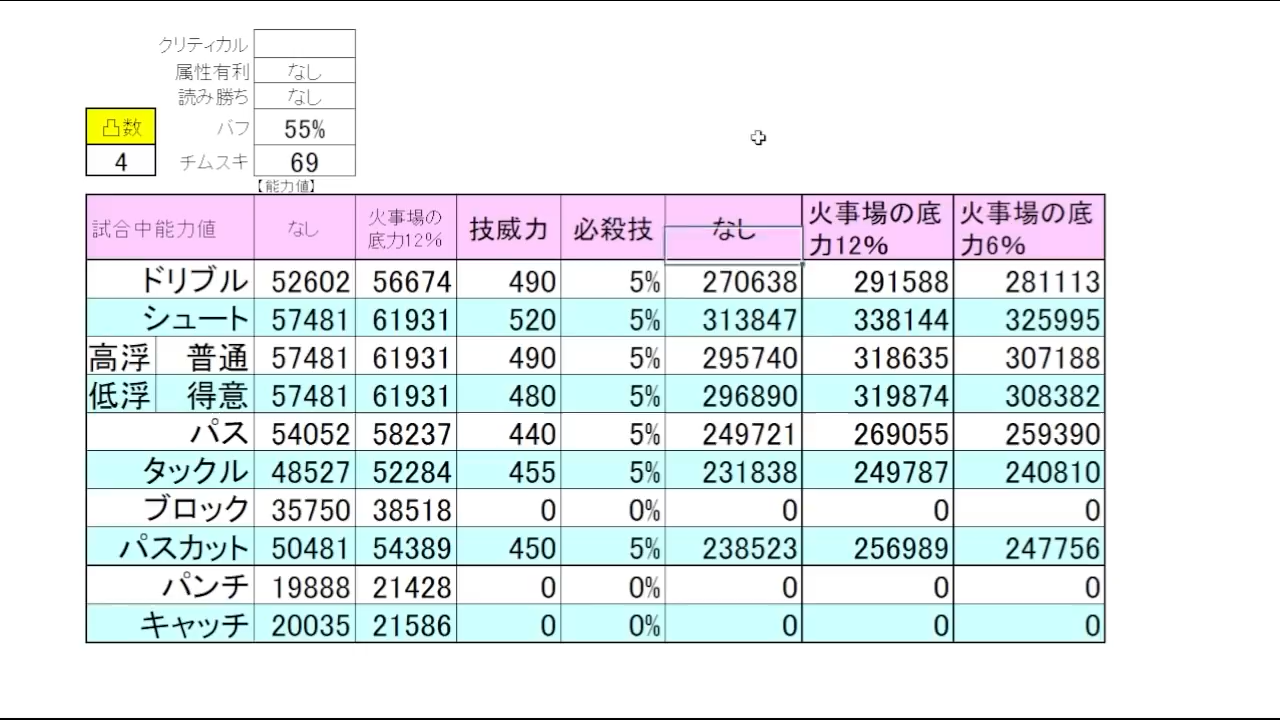 クリティカル
属性有利 なし
読み勝ち なし
凸数 バフ 55%
4 チムスキ 69
【能力値】
試合中能力値 なし 火事場の底力12% 技威力 必殺技 なし 火事場の底力12% 火事場の底力6%
ドリブル 52602 56674 490 5% 270638 291588 281113
シュート 57481 61931 520 5% 313847 338144 325995
高浮 普通 57481 61931 490 5% 295740 318635 307188
低浮 得意 57481 61931 480 5% 296890 319874 308382
パス 54052 58237 440 5% 249721 269055 259390
タックル 48527 52284 455 5% 231838 249787 240810
ブロック 35750 38518 0 0% 0 0 0
パスカット 50481 54389 450 5% 238523 256989 247756
パンチ 19888 21428 0 0% 0 0 0
キャッチ 20035 21586 0 0% 0 0 0